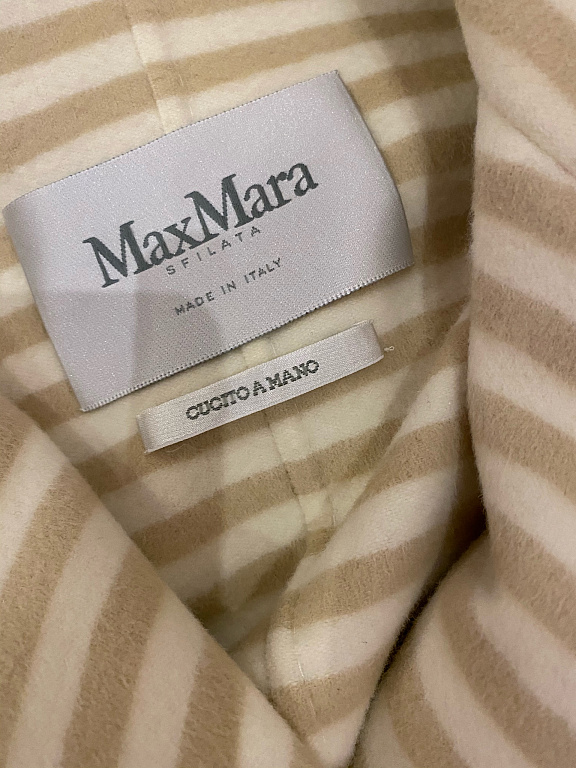 MaxMara
SFILATA
MADE IN ITALY
CUCITO A MANO